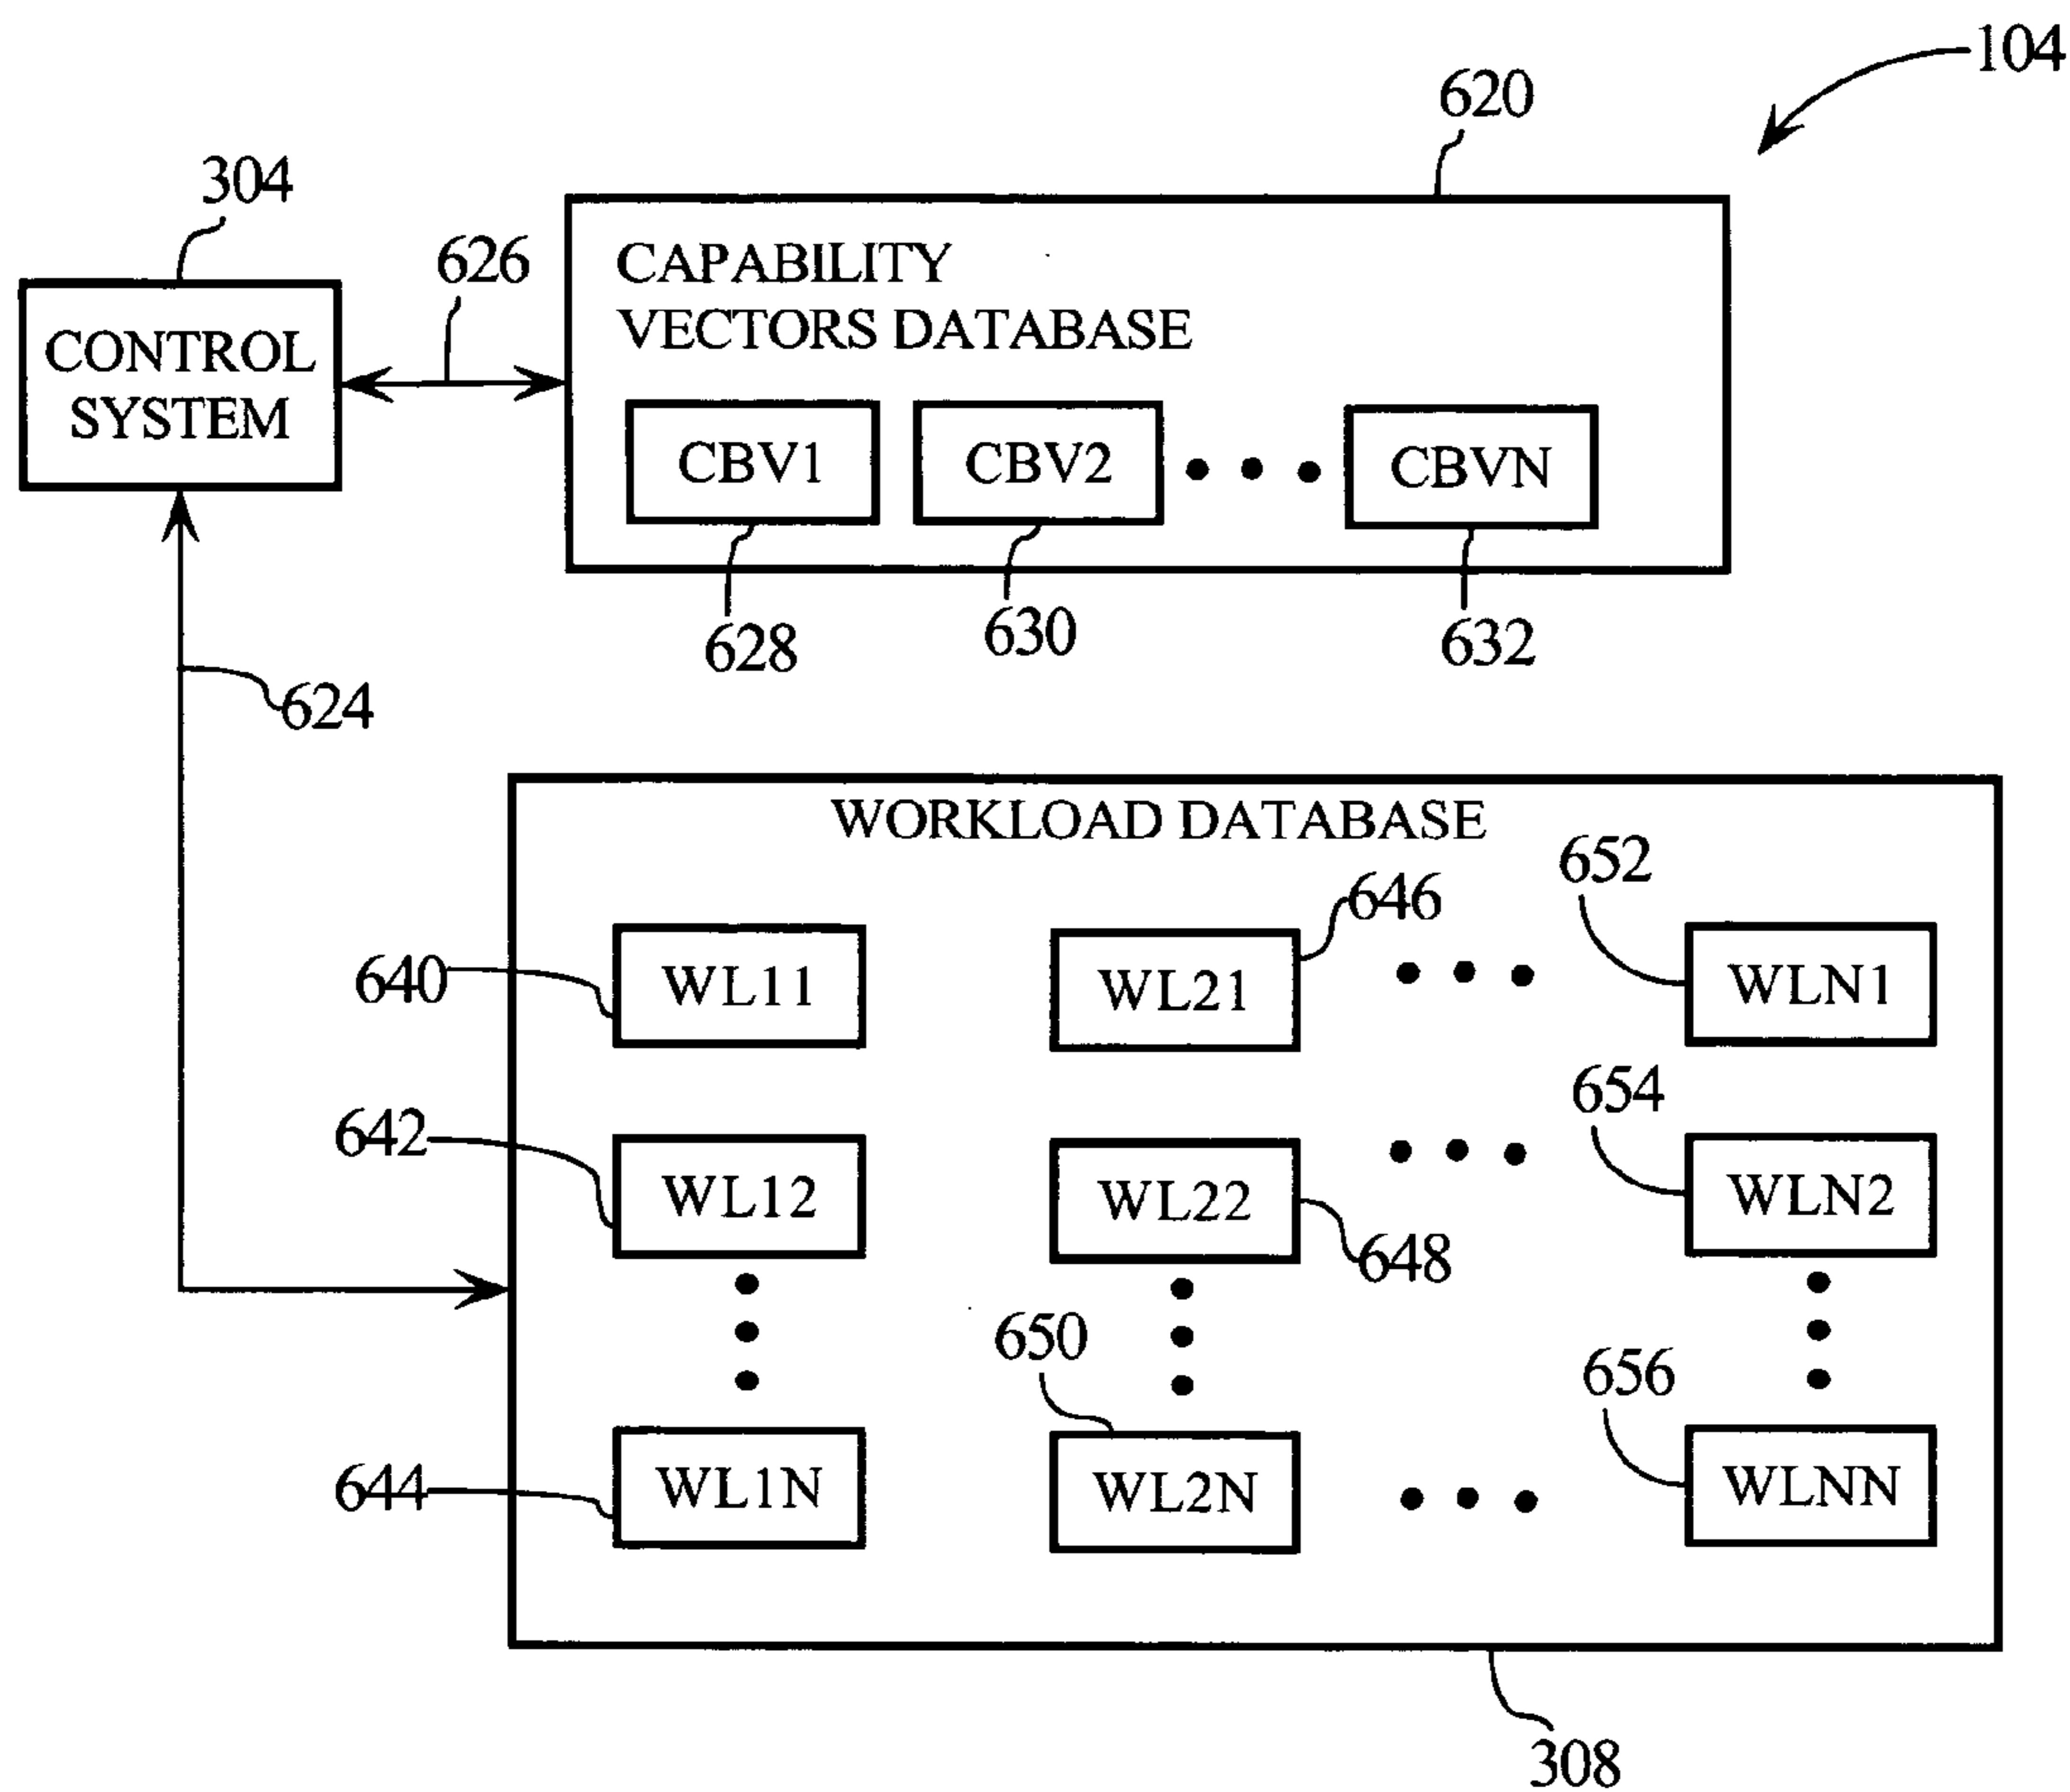 104
620
304
626
CAPABILITY
VECTORS DATABASE
CONTROL
SYSTEM
CBV1 CBV2 CBVN
628 630 632
624
WORKLOAD DATABASE
652
646
640 WL11 WL21 WLN1
654
642 WL12 WL22 WLN2
648
650
656
644 WL1N WL2N WLNN
308